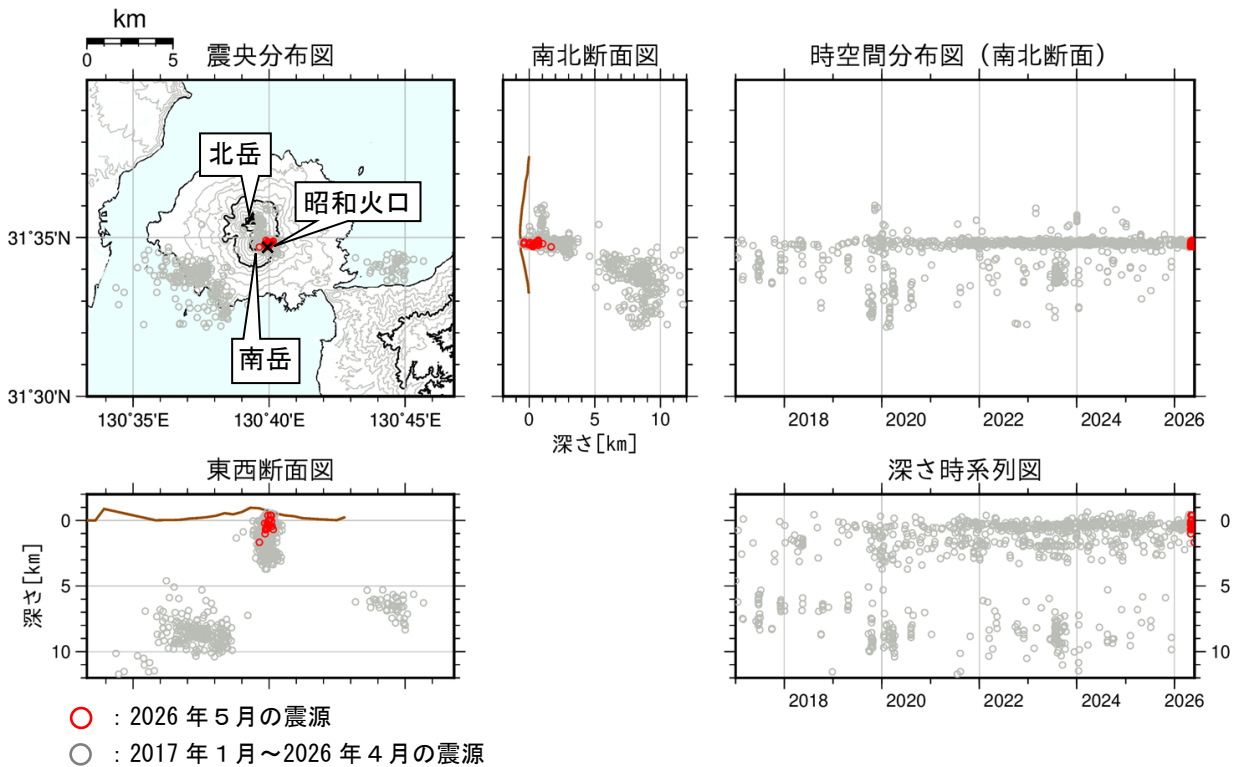 km
0 5
震央分布図
北岳
昭和火口
南岳
31°35'N
31°30'N
130°35'E 130°40'E 130°45'E
南北断面図
0 5 10
深さ[km]
時空間分布図（南北断面）
2018 2020 2022 2024 2026
東西断面図
深さ[km]
0
5
10
深さ時系列図
0
5
10
2018 2020 2022 2024 2026
：2026 年５月の震源
：2017 年１月～2026 年４月の震源